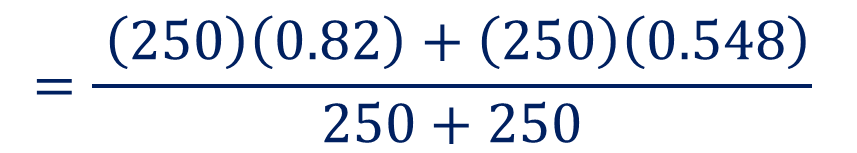 = (250)(0.82) + (250)(0.548)
250 + 250